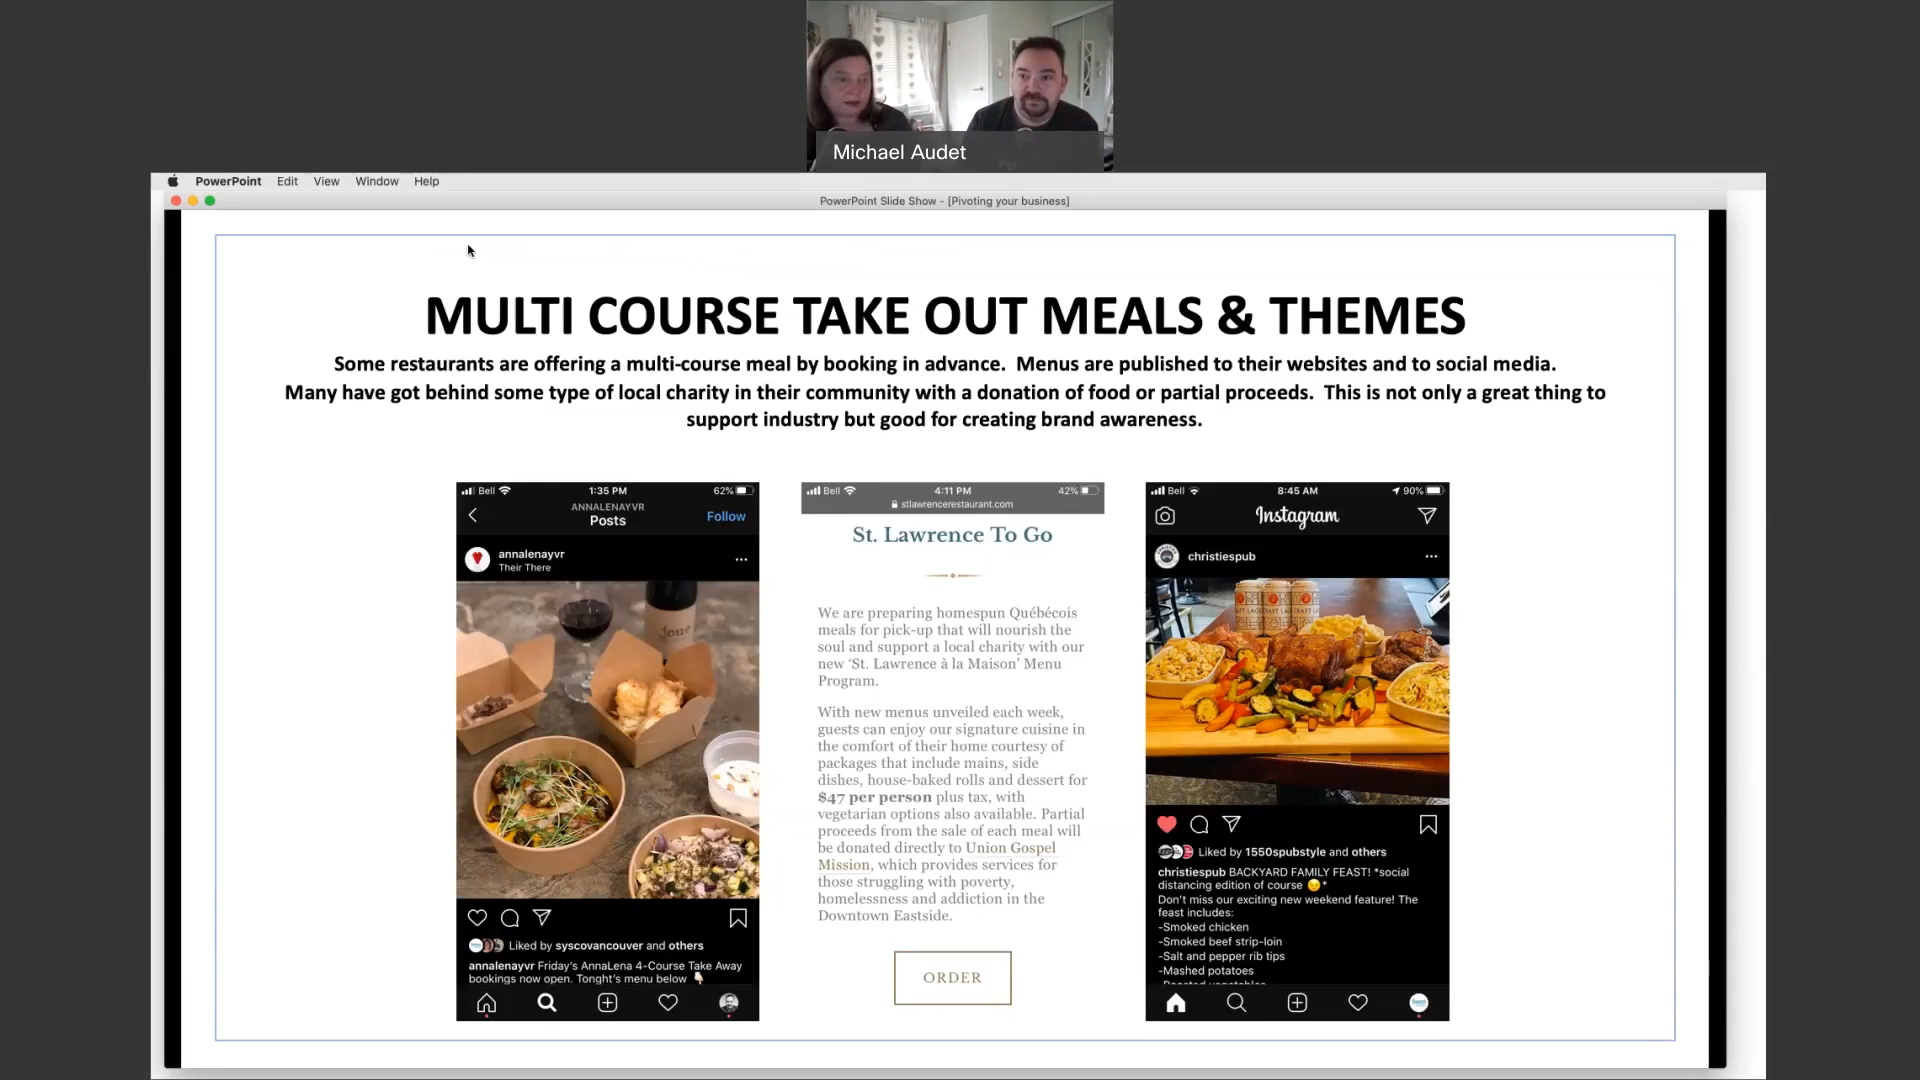 Michael Audet
PowerPoint Edit View Window Help
PowerPoint Slide Show - [Pivoting your business]
MULTI COURSE TAKE OUT MEALS & THEMES
Some restaurants are offering a multi-course meal by booking in advance. Menus are published to their websites and to social media.
Many have got behind some type of local charity in their community with a donation of food or partial proceeds. This is not only a great thing to
support industry but good for creating brand awareness.
Bell 1:35 PM 62%
ANNALENAYVR
Posts
Follow
annalenayvr
Their There
Joue
Liked by syscovancouver and others
annalenayvr Friday's AnnaLena 4-Course Take Away
bookings now open. Tonght's menu below 👇🏻
Bell 4:11 PM 42%
stlawrencerestaurant.com
St. Lawrence To Go
We are preparing homespun Québécois
meals for pick-up that will nourish the
soul and support a local charity with our
new ‘St. Lawrence à la Maison’ Menu
Program.
With new menus unveiled each week,
guests can enjoy our signature cuisine in
the comfort of their home courtesy of
packages that include mains, side
dishes, house-baked rolls and dessert for
$47 per person plus tax, with
vegetarian options also available. Partial
proceeds from the sale of each meal will
be donated directly to Union Gospel
Mission, which provides services for
those struggling with poverty,
homelessness and addiction in the
Downtown Eastside.
ORDER
Bell 8:45 AM 90%
Instagram
christiespub
Liked by 1550spubstyle and others
christiespub BACKYARD FAMILY FEAST! *social
distancing edition of course 😉*
Don't miss our exciting new weekend feature! The
feast includes:
-Smoked chicken
-Smoked beef strip-loin
-Salt and pepper rib tips
-Mashed potatoes